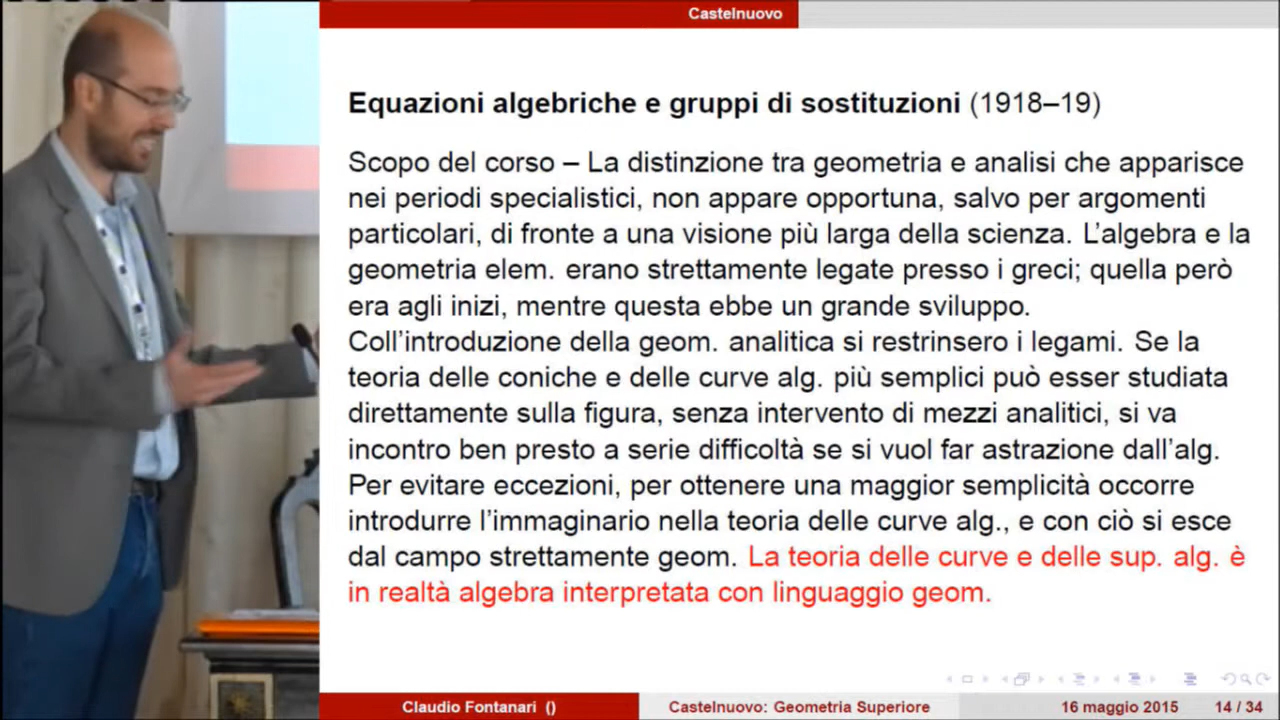 Castelnuovo
Equazioni algebriche e gruppi di sostituzioni (1918–19)
Scopo del corso – La distinzione tra geometria e analisi che apparisce
nei periodi specialistici, non appare opportuna, salvo per argomenti
particolari, di fronte a una visione più larga della scienza. L'algebra e la
geometria elem. erano strettamente legate presso i greci; quella però
era agli inizi, mentre questa ebbe un grande sviluppo.
Coll'introduzione della geom. analitica si restrinsero i legami. Se la
teoria delle coniche e delle curve alg. più semplici può esser studiata
direttamente sulla figura, senza intervento di mezzi analitici, si va
incontro ben presto a serie difficoltà se si vuol far astrazione dall'alg.
Per evitare eccezioni, per ottenere una maggior semplicità occorre
introdurre l'immaginario nella teoria delle curve alg., e con ciò si esce
dal campo strettamente geom. La teoria delle curve e delle sup. alg. è
in realtà algebra interpretata con linguaggio geom.
Claudio Fontanari ()
Castelnuovo: Geometria Superiore
16 maggio 2015 14 / 34